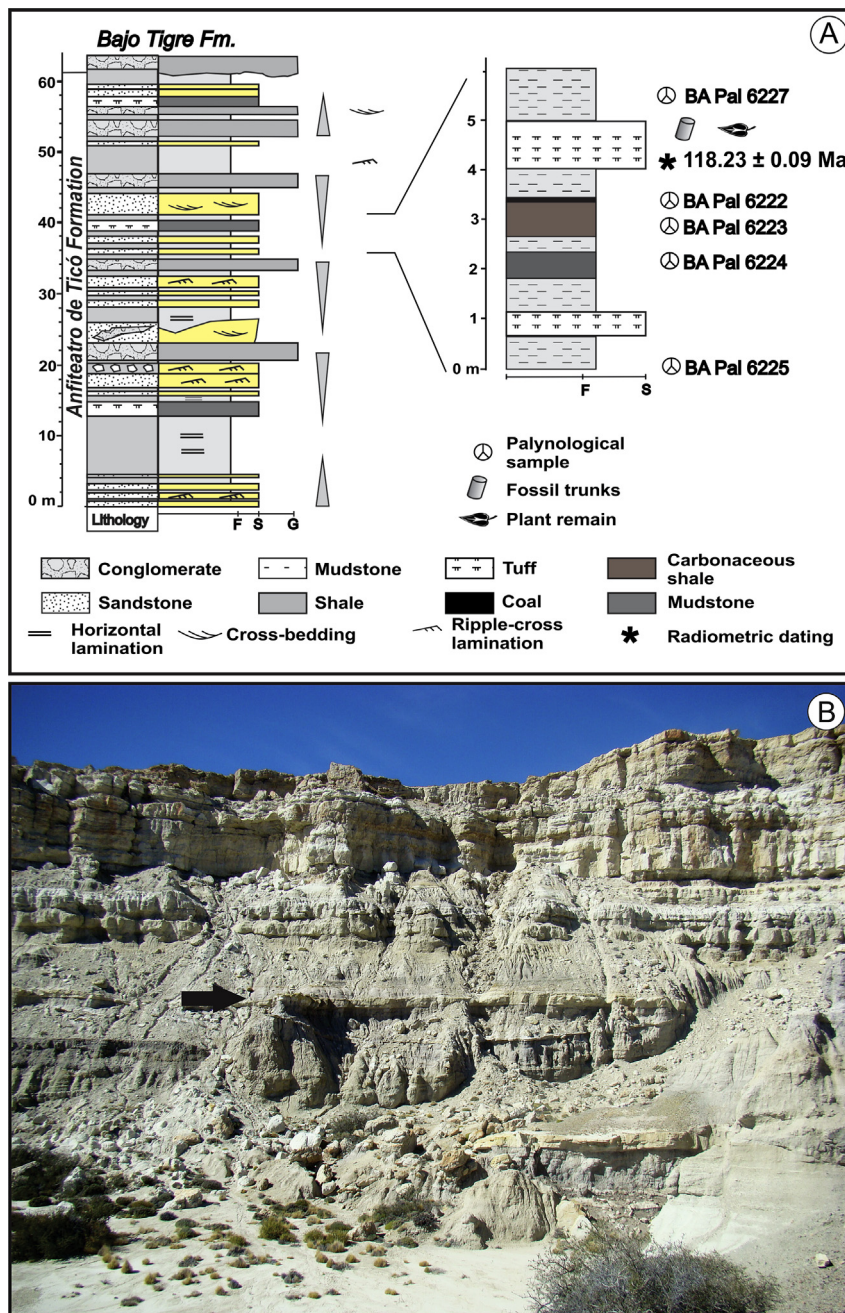 A
Bajo Tigre Fm.
60
50
40
30
20
10
0 m
Anfiteatro de Ticó Formation
Lithology
F S G
5
4
3
2
1
0 m
F S
BA Pal 6227
118.23 ± 0.09 Ma
BA Pal 6222
BA Pal 6223
BA Pal 6224
BA Pal 6225
Palynological
sample
Fossil trunks
Plant remain
Conglomerate
Mudstone
Tuff
Carbonaceous
shale
Sandstone
Shale
Coal
Mudstone
Horizontal
lamination
Cross-bedding
Ripple-cross
lamination
Radiometric dating
B